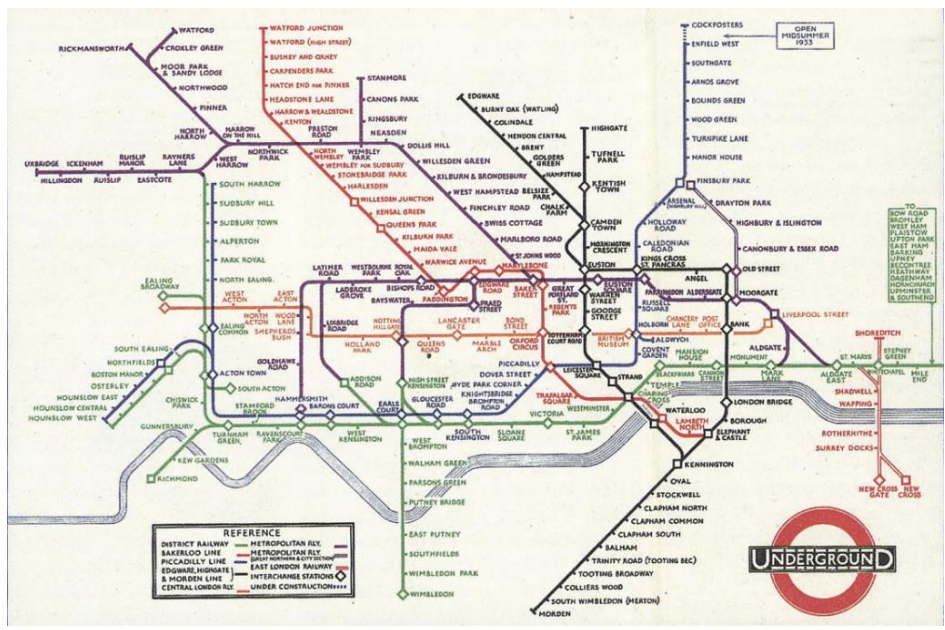 WATFORD
CROXLEY GREEN
RICKMANSWORTH
MOOR PARK
& SANDY LODGE
NORTHWOOD
PINNER
NORTH
HARROW
HARROW
ON THE HILL
NORTHWICK
PARK
PRESTON
ROAD
WEMBLEY
PARK
STANMORE
CANONS PARK
KINGSBURY
NEASDEN
DOLLIS HILL
WILLESDEN GREEN
KILBURN & BRONDESBURY
WEST HAMPSTEAD
FINCHLEY ROAD
SWISS COTTAGE
MARLBORO ROAD
ST JOHNS WOOD
UXBRIDGE
HILLINGDON
ICKENHAM
RUISLIP
RUISLIP
MANOR
EASTCOTE
RAYNERS
LANE
WEST
HARROW
WATFORD JUNCTION
WATFORD (HIGH STREET)
BUSHEY AND OXHEY
CARPENDERS PARK
HATCH END FOR PINNER
HEADSTONE LANE
HARROW & WEALDSTONE
KENTON
NORTH
WEMBLEY
WEMBLEY FOR SUDBURY
STONEBRIDGE PARK
HARLESDEN
WILLESDEN JUNCTION
KENSAL GREEN
QUEENS PARK
KILBURN PARK
MAIDA VALE
WARWICK AVENUE
PADDINGTON
EDGWARE
ROAD
MARYLEBONE
BAKER
STREET
REGENTS
PARK
OXFORD
CIRCUS
EDGWARE
BURNT OAK (WATLING)
COLINDALE
HENDON CENTRAL
BRENT
GOLDERS
GREEN
HAMPSTEAD
BELSIZE
PARK
CHALK
FARM
HIGHGATE
TUFNELL
PARK
KENTISH
TOWN
CAMDEN
TOWN
MORNINGTON
CRESCENT
EUSTON
COCKFOSTERS
OPEN
MIDSUMMER
1933
ENFIELD WEST
SOUTHGATE
ARNOS GROVE
BOUNDS GREEN
WOOD GREEN
TURNPIKE LANE
MANOR HOUSE
FINSBURY PARK
ARSENAL
(HIGHBURY HILL)
HOLLOWAY
ROAD
CALEDONIAN
ROAD
KINGS CROSS
ST. PANCRAS
DRAYTON PARK
HIGHBURY & ISLINGTON
CANONBURY & ESSEX ROAD
OLD STREET
MOORGATE
ANGEL
TO
BOW ROAD
BROMLEY
WEST HAM
PLAISTOW
UPTON PARK
EAST HAM
BARKING
UPNEY
BECONTREE
HEATHWAY
DAGENHAM
HORNCHURCH
UPMINSTER
& SOUTHEND
SOUTH HARROW
SUDBURY HILL
SUDBURY TOWN
ALPERTON
PARK ROYAL
NORTH EALING
EALING
BROADWAY
WEST
ACTON
NORTH
ACTON
EAST
ACTON
WOOD
LANE
SHEPHERDS
BUSH
HOLLAND
PARK
NOTTING
HILL GATE
QUEENS
ROAD
LANCASTER
GATE
MARBLE
ARCH
BOND
STREET
TOTTENHAM
COURT ROAD
BRITISH
MUSEUM
CHANCERY
LANE
POST
OFFICE
BANK
LIVERPOOL STREET
LATIMER
ROAD
LADBROKE
GROVE
WESTBOURNE
PARK
ROYAL
OAK
BISHOPS ROAD
BAYSWATER
PRAED
STREET
UXBRIDGE
ROAD
GOLDHAWK
ROAD
HAMMERSMITH
ADDISON
ROAD
HIGH STREET
KENSINGTON
GREAT
PORTLAND ST.
WARREN
STREET
GOODGE
STREET
EUSTON
SQUARE
FARRINGDON
ALDERSGATE
RUSSELL
SQUARE
HOLBORN
ALDWYCH
COVENT
GARDEN
LEICESTER
SQUARE
STRAND
PICCADILLY
DOVER STREET
HYDE PARK CORNER
KNIGHTSBRIDGE
BROMPTON
ROAD
GLOUCESTER
ROAD
EARLS
COURT
BARONS COURT
SOUTH
KENSINGTON
SLOANE
SQUARE
VICTORIA
ST. JAMES
PARK
WESTMINSTER
CHARING
CROSS
TEMPLE
BLACKFRIARS
MANSION
HOUSE
CANNON
STREET
MONUMENT
MARK
LANE
ALDGATE
ALDGATE
EAST
ST. MARYS
STEPNEY
GREEN
MILE
END
SHOREDITCH
SHADWELL
WAPPING
ROTHERHITHE
SURREY DOCKS
NEW CROSS
GATE
NEW
CROSS
TRAFALGAR
SQUARE
WATERLOO
LAMBETH
NORTH
ELEPHANT
& CASTLE
BOROUGH
LONDON BRIDGE
KENNINGTON
OVAL
STOCKWELL
CLAPHAM NORTH
CLAPHAM COMMON
CLAPHAM SOUTH
BALHAM
TRINITY ROAD (TOOTING BEC)
TOOTING BROADWAY
COLLIERS WOOD
SOUTH WIMBLEDON (MERTON)
MORDEN
EALING
COMMON
SOUTH EALING
NORTHFIELDS
BOSTON MANOR
OSTERLEY
HOUNSLOW EAST
HOUNSLOW CENTRAL
HOUNSLOW WEST
ACTON TOWN
SOUTH ACTON
CHISWICK
PARK
GUNNERSBURY
KEW GARDENS
RICHMOND
TURNHAM
GREEN
STAMFORD
BROOK
RAVENSCOURT
PARK
WEST
KENSINGTON
WEST
BROMPTON
WALHAM GREEN
PARSONS GREEN
PUTNEY BRIDGE
EAST PUTNEY
SOUTHFIELDS
WIMBLEDON PARK
WIMBLEDON
REFERENCE
DISTRICT RAILWAY
BAKERLOO LINE
PICCADILLY LINE
EDGWARE, HIGHGATE
& MORDEN LINE
CENTRAL LONDON RLY.
METROPOLITAN RLY.
METROPOLITAN RLY.
(GREAT NORTHERN & CITY SECTION)
EAST LONDON RAILWAY
INTERCHANGE STATIONS
UNDER CONSTRUCTION
UNDERGROUND